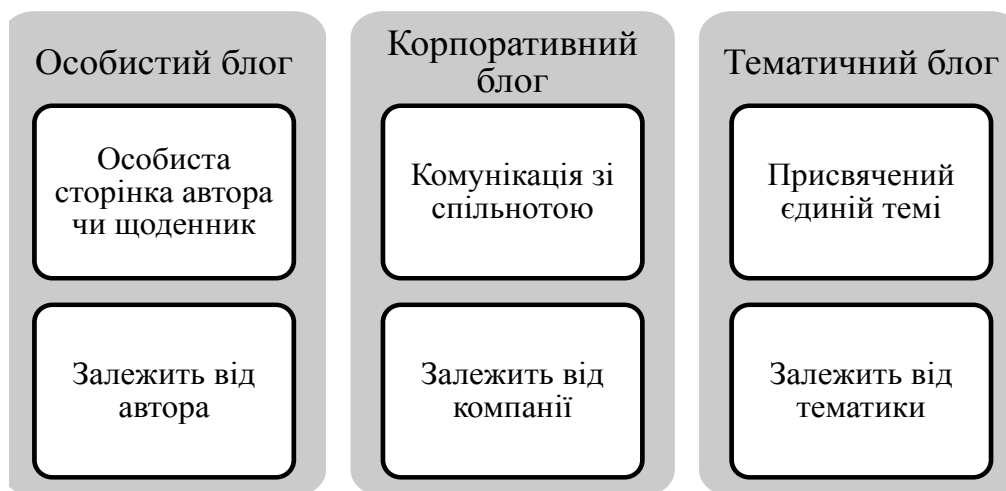 Особистий блог
Особиста
сторінка автора
чи щоденник
Залежить від
автора
Корпоративний
блог
Комунікація зі
спільнотою
Залежить від
компанії
Тематичний блог
Присвячений
єдиній темі
Залежить від
тематики